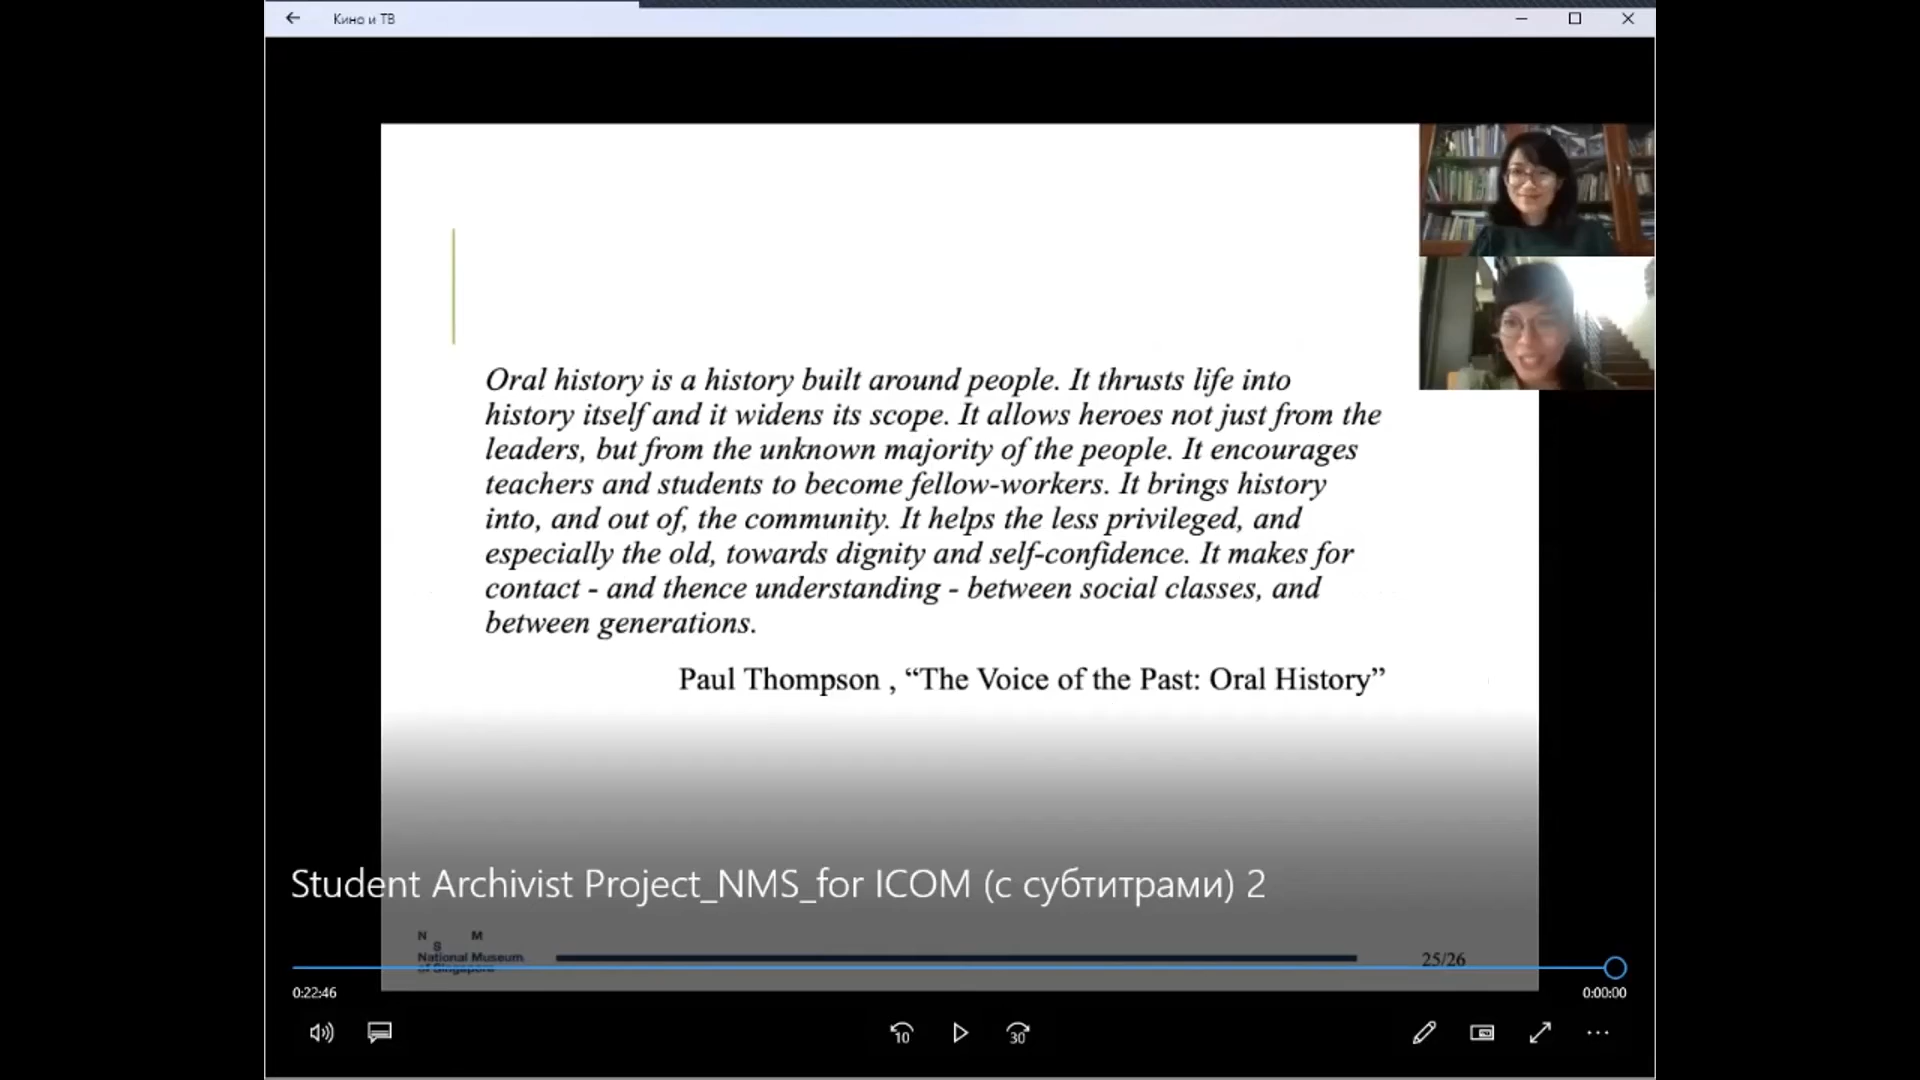 Кино и ТВ
Oral history is a history built around people. It thrusts life into
history itself and it widens its scope. It allows heroes not just from the
leaders, but from the unknown majority of the people. It encourages
teachers and students to become fellow-workers. It brings history
into, and out of, the community. It helps the less privileged, and
especially the old, towards dignity and self-confidence. It makes for
contact - and thence understanding - between social classes, and
between generations.
Paul Thompson , “The Voice of the Past: Oral History”
Student Archivist Project_NMS_for ICOM (с субтитрами) 2
N M
S
National Museum
of Singapore
25/26
0:22:46
0:00:00
10
30